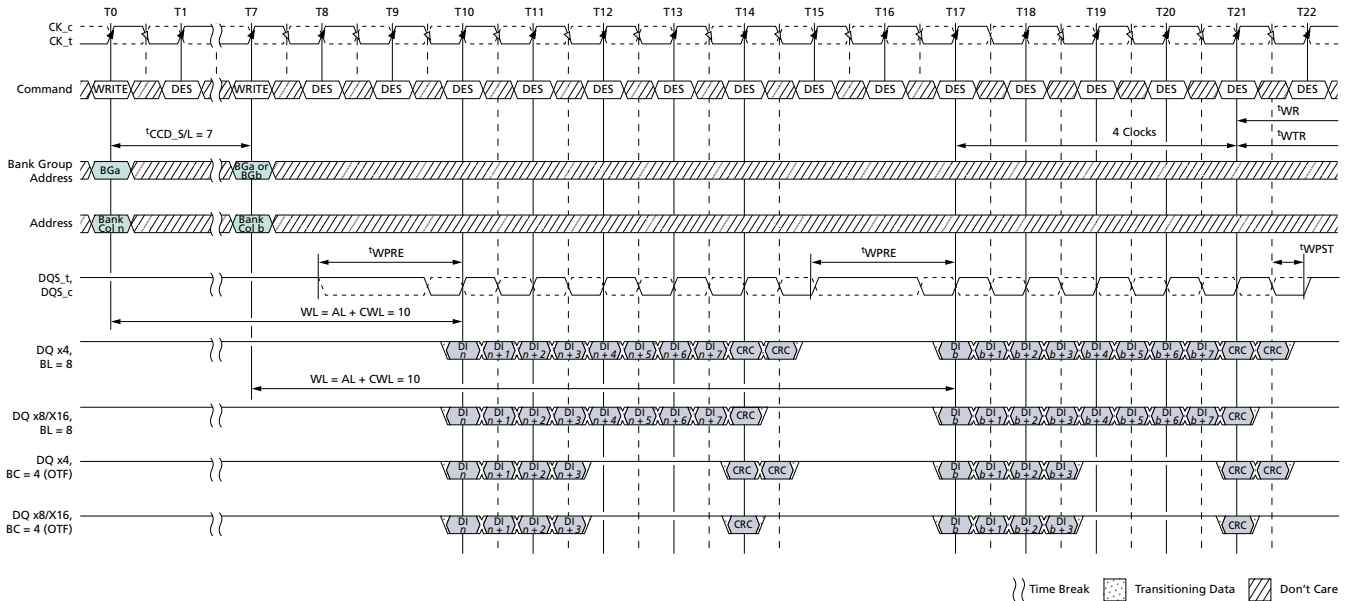 T0 T1 T7 T8 T9 T10 T11 T12 T13 T14 T15 T16 T17 T18 T19 T20 T21 T22
CK_c
CK_t
Command WRITE DES WRITE DES DES DES DES DES DES DES DES DES DES DES DES DES DES DES
tWR
tCCD_S/L = 7 4 Clocks tWTR
Bank Group
Address
BGa BGa or
BGb
Address Bank
Col n
Bank
Col b
tWPRE tWPRE tWPST
DQS_t,
DQS_c
WL = AL + CWL = 10
DQ x4,
BL = 8
DI
n
DI
n + 1
DI
n + 2
DI
n + 3
DI
n + 4
DI
n + 5
DI
n + 6
DI
n + 7
CRC CRC
DI
b
DI
b + 1
DI
b + 2
DI
b + 3
DI
b + 4
DI
b + 5
DI
b + 6
DI
b + 7
CRC CRC
WL = AL + CWL = 10
DQ x8/X16,
BL = 8
DI
n
DI
n + 1
DI
n + 2
DI
n + 3
DI
n + 4
DI
n + 5
DI
n + 6
DI
n + 7
CRC
DI
b
DI
b + 1
DI
b + 2
DI
b + 3
DI
b + 4
DI
b + 5
DI
b + 6
DI
b + 7
CRC
DQ x4,
BC = 4 (OTF)
DI
n
DI
n + 1
DI
n + 2
DI
n + 3
CRC CRC
DI
b
DI
b + 1
DI
b + 2
DI
b + 3
CRC CRC
DQ x8/X16,
BC = 4 (OTF)
DI
n
DI
n + 1
DI
n + 2
DI
n + 3
CRC
DI
b
DI
b + 1
DI
b + 2
DI
b + 3
CRC
Time Break Transitioning Data Don't Care